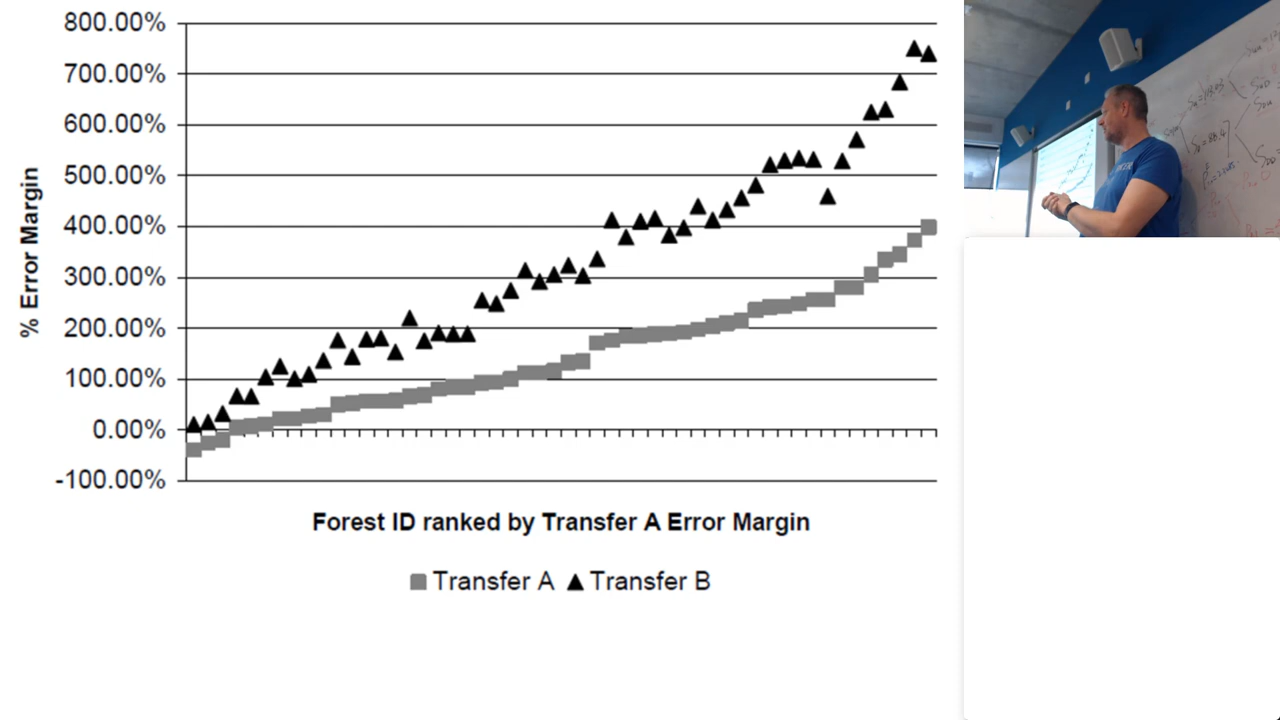 800.00%
700.00%
600.00%
500.00%
400.00%
300.00%
200.00%
100.00%
0.00%
-100.00%
% Error Margin
Forest ID ranked by Transfer A Error Margin
Transfer A
Transfer B